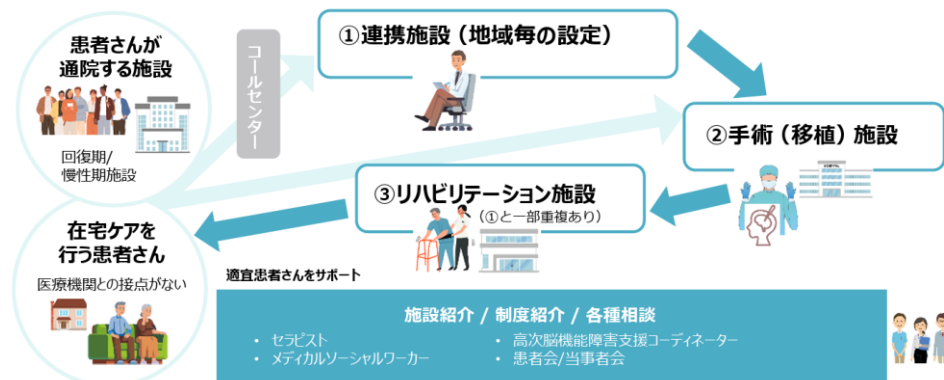 患者さんが
通院する施設
回復期/
慢性期施設
コールセンター
①連携施設（地域毎の設定）
②手術（移植）施設
③リハビリテーション施設
（①と一部重複あり）
在宅ケアを
行う患者さん
医療機関との接点がない
適宜患者さんをサポート
施設紹介 / 制度紹介 / 各種相談
• セラピスト
• メディカルソーシャルワーカー
• 高次脳機能障害支援コーディネーター
• 患者会/当事者会